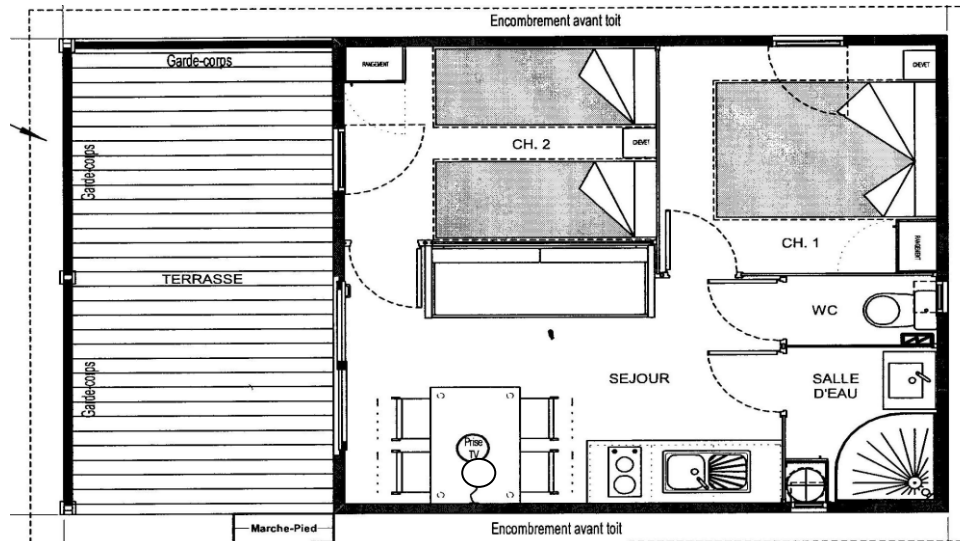 Encombrement avant toit
Garde-corps
RANGEMENT
CHEVET
Garde-corps
CH. 2
CHEVET
CH. 1
RANGEMENT
TERRASSE
WC
SEJOUR
SALLE
D'EAU
Garde-corps
Prise
TV
Marche-Pied
Encombrement avant toit